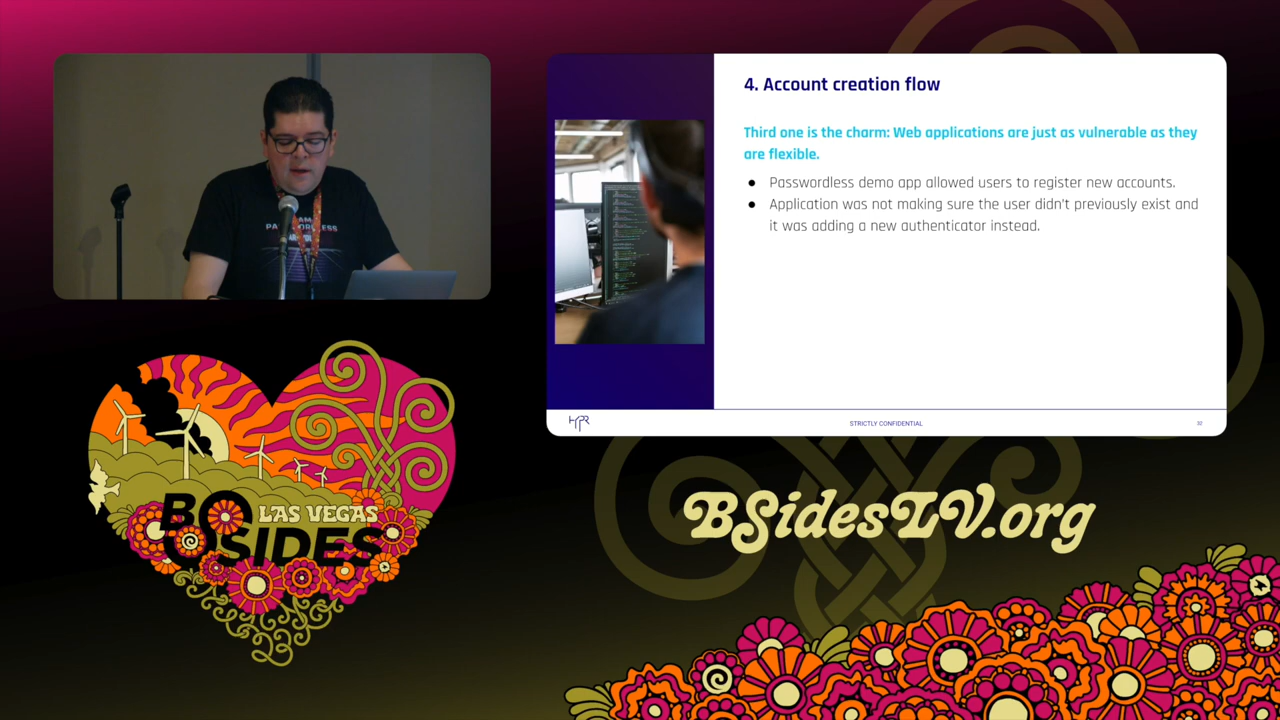 4. Account creation flow
Third one is the charm: Web applications are just as vulnerable as they
are flexible.
● Passwordless demo app allowed users to register new accounts.
● Application was not making sure the user didn't previously exist and
it was adding a new authenticator instead.
HYPR
STRICTLY CONFIDENTIAL
LAS VEGAS
BSIDES
23
BSidesLV.org